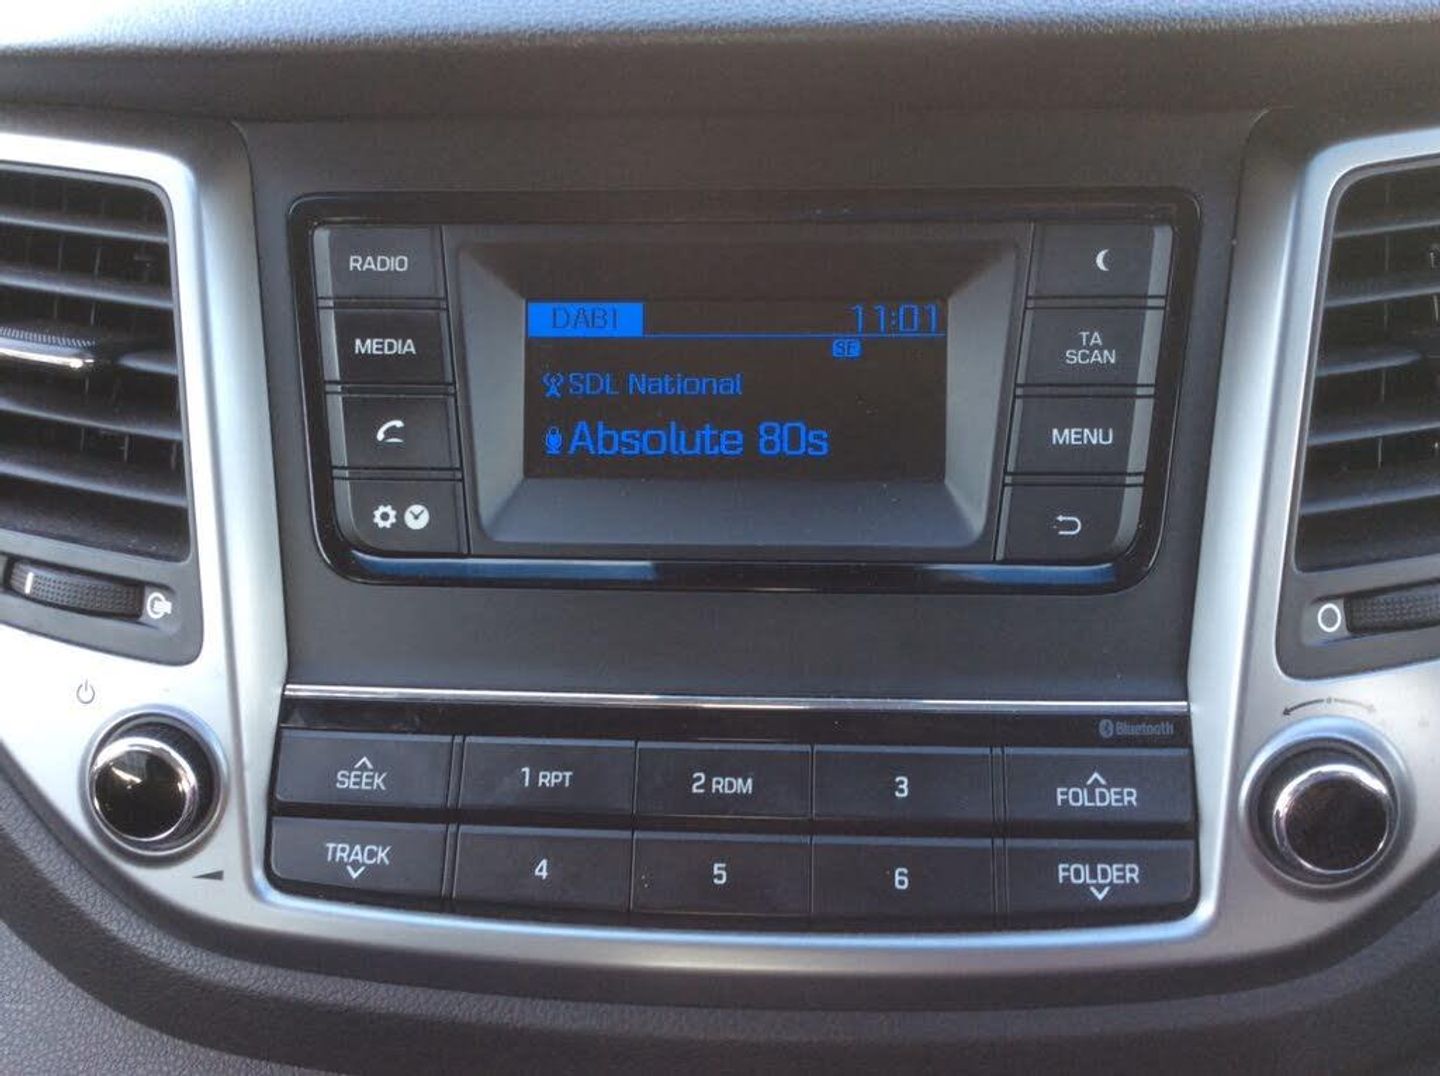 RADIO
MEDIA
DAB1 11:01
SF
SDL National
Absolute 80s
TA
SCAN
MENU
Bluetooth
SEEK
1 RPT
2 RDM
3
FOLDER
TRACK
4
5
6
FOLDER